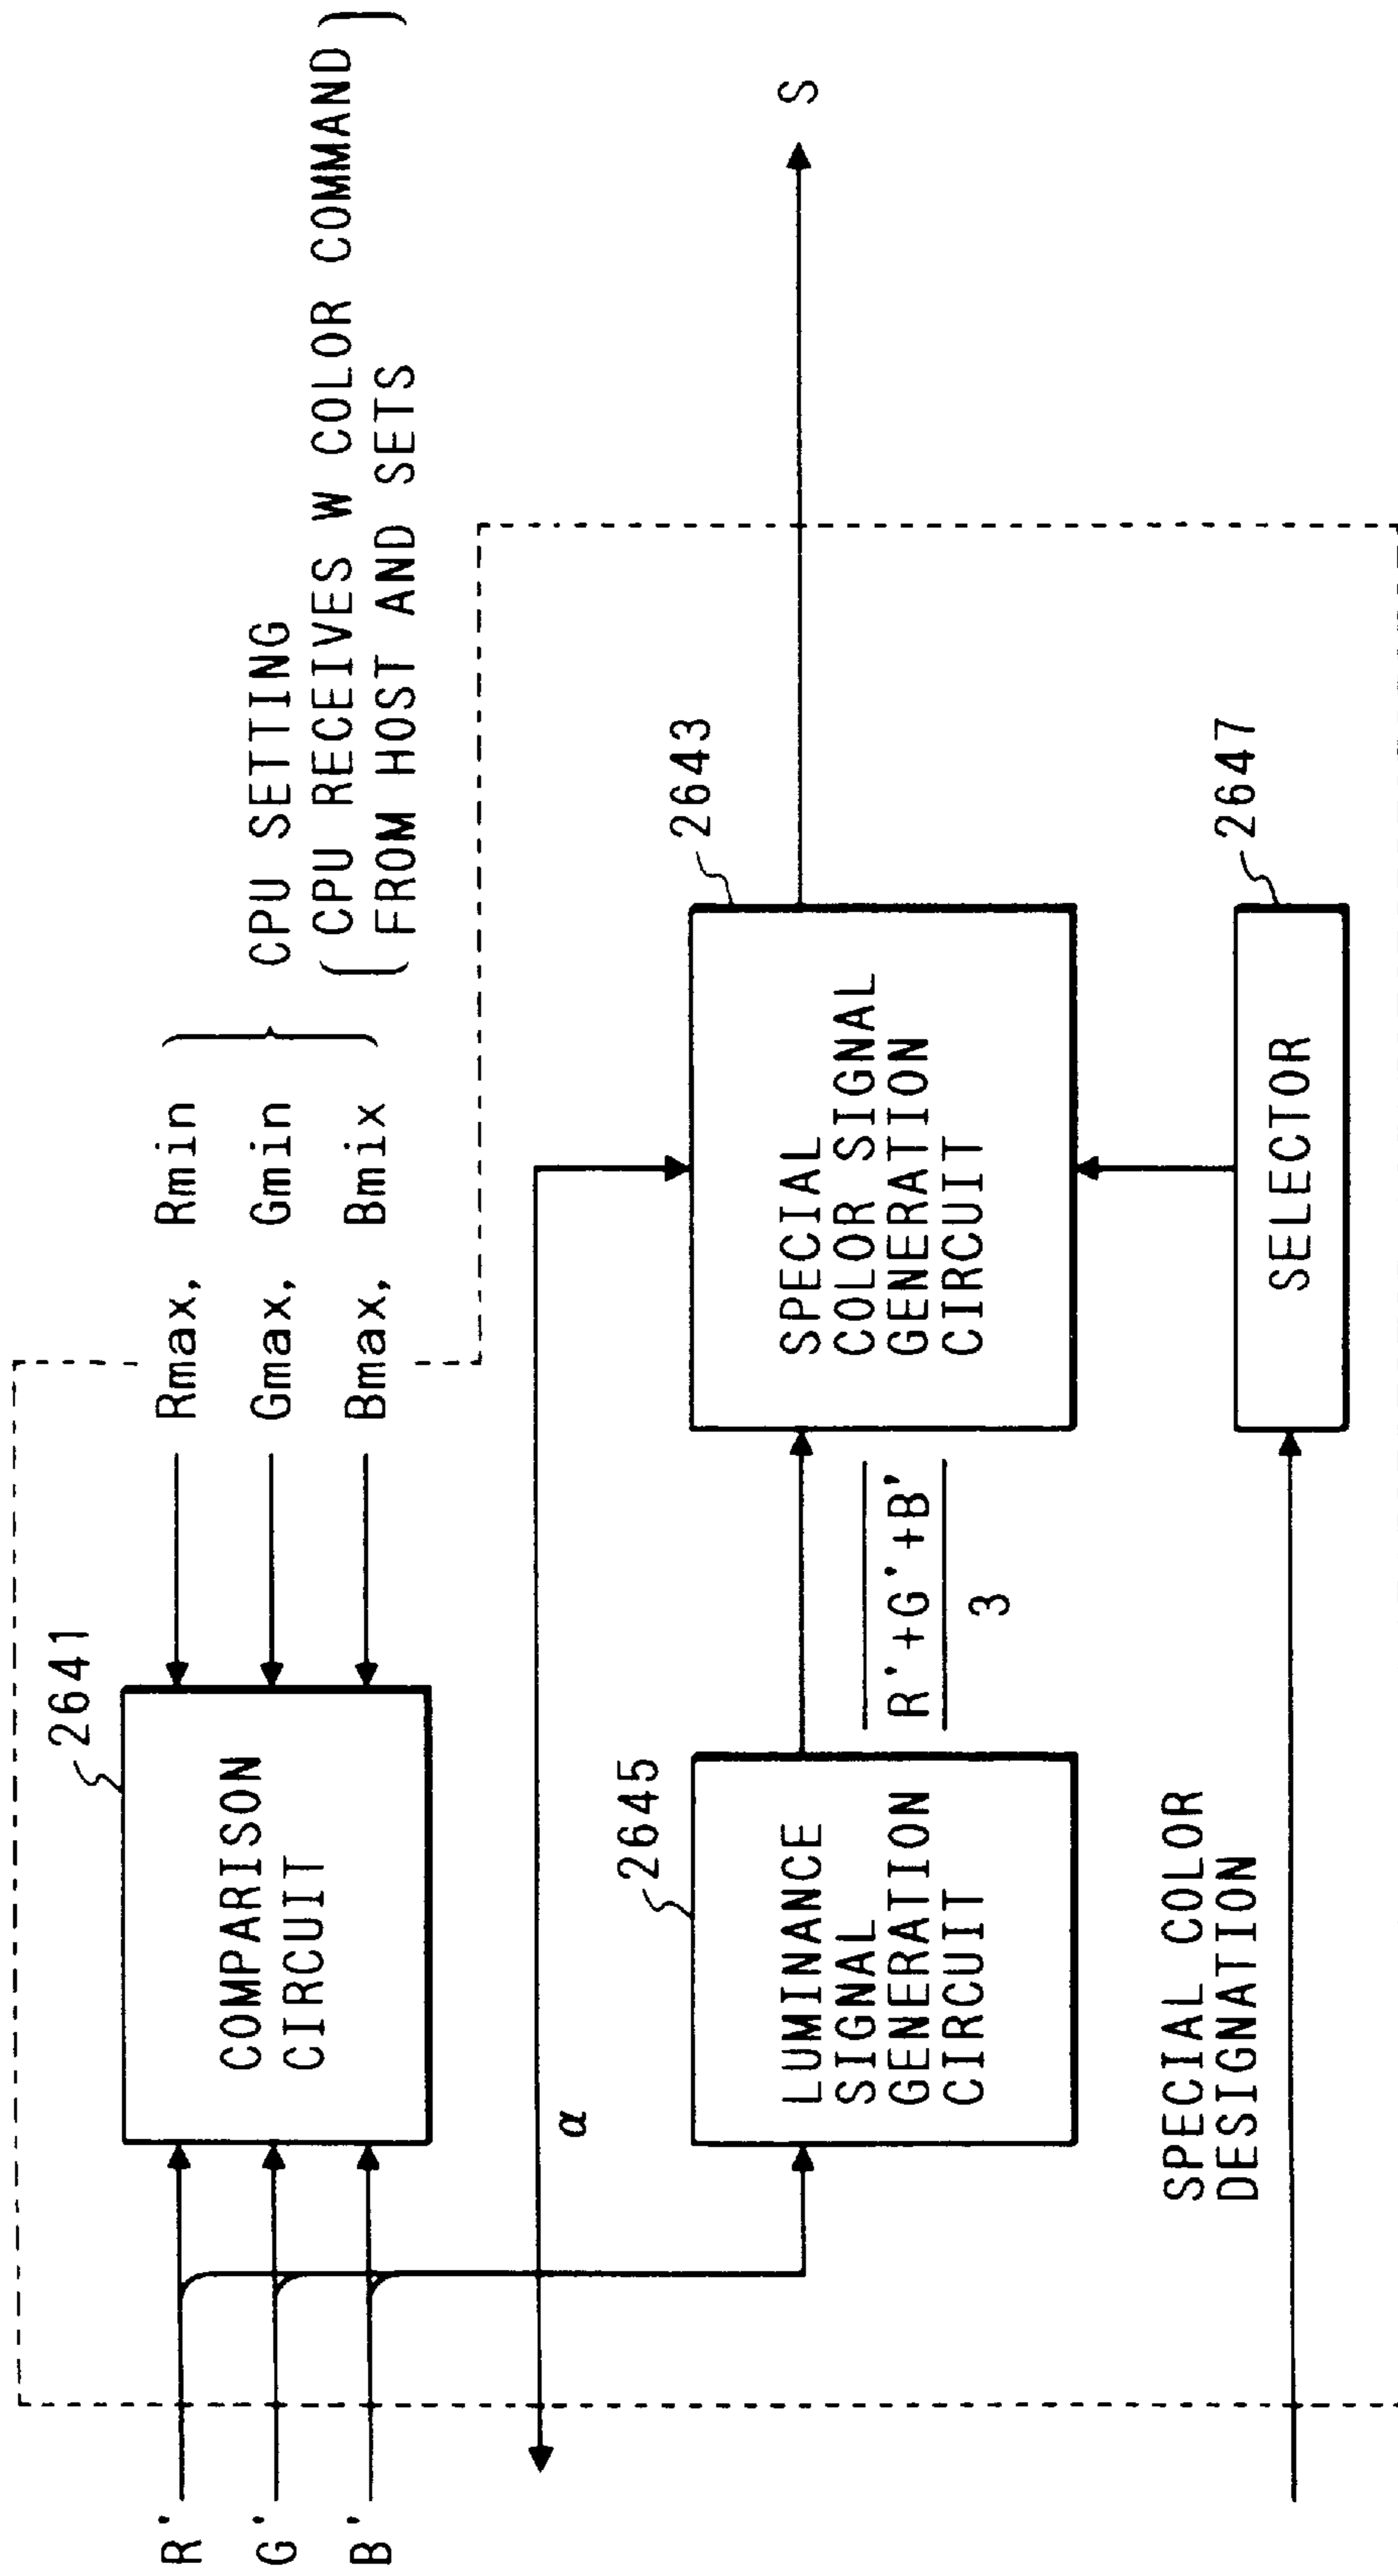 R'
G'
B'
2641
COMPARISON
CIRCUIT
Rmax, Rmin
Gmax, Gmin
Bmax, Bmix
CPU SETTING
(CPU RECEIVES W COLOR COMMAND)
FROM HOST AND SETS
α
2645
LUMINANCE
SIGNAL
GENERATION
CIRCUIT
R'+G'+B'
3
2643
SPECIAL
COLOR SIGNAL
GENERATION
CIRCUIT
S
SPECIAL COLOR
DESIGNATION
SELECTOR
2647